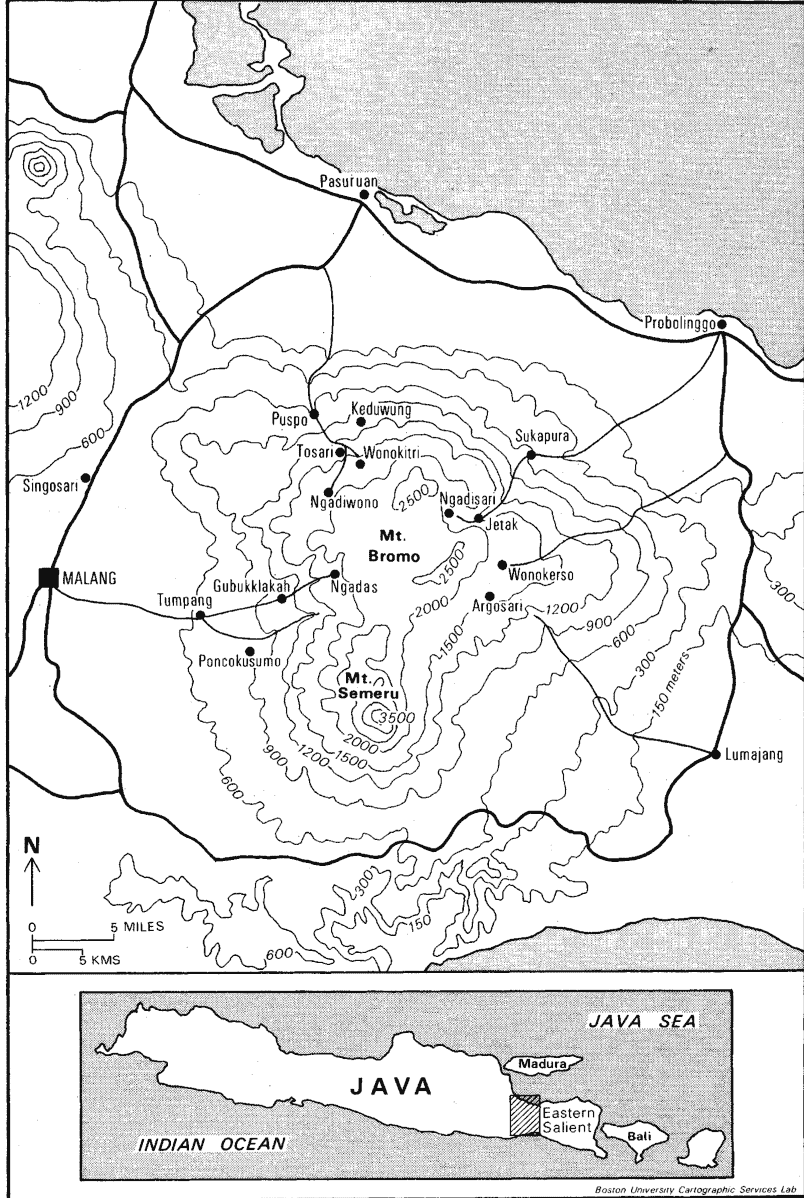 Pasuruan
Probolinggo
1200
900
600
Puspo
Keduwung
Sukapura
Tosari
Wonokitri
Singosari
Ngadiwono
2500
Ngadisari
Jetak
Mt.
Bromo
2500
MALANG
Gubukklakah
Ngadas
Wonokerso
300
Tumpang
2000
Argosari
1200
1500
900
600
Poncokusumo
300
Mt.
Semeru
150 meters
3500
2000
1500
1200
900
600
Lumajang
N
300
150
600
0 5 MILES
0 5 KMS
JAVA SEA
Madura
JAVA
Eastern
Salient
Bali
INDIAN OCEAN
Boston University Cartographic Services Lab